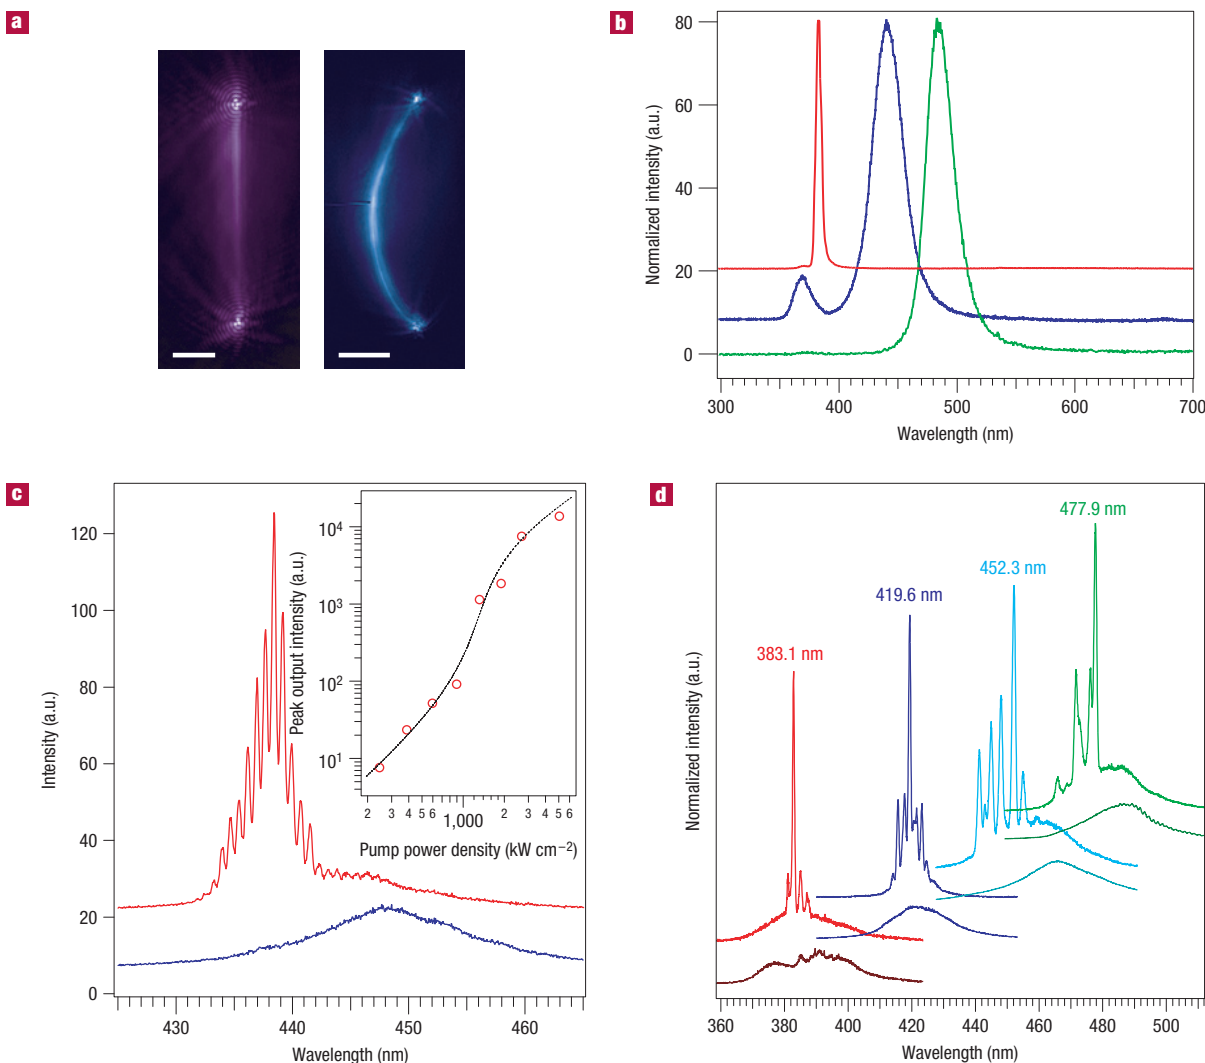 a
b
80
60
40
20
0
Normalized intensity (a.u.)
300
400
500
600
700
Wavelength (nm)
c
120
100
80
60
40
20
0
Intensity (a.u.)
430
440
450
460
Wavelength (nm)
10⁴
10³
10²
10¹
Peak output intensity (a.u.)
2 3 4 5 6 2 3 4 5 6
1,000
Pump power density (kW cm⁻²)
d
477.9 nm
452.3 nm
419.6 nm
383.1 nm
Normalized intensity (a.u.)
360
380
400
420
440
460
480
500
Wavelength (nm)